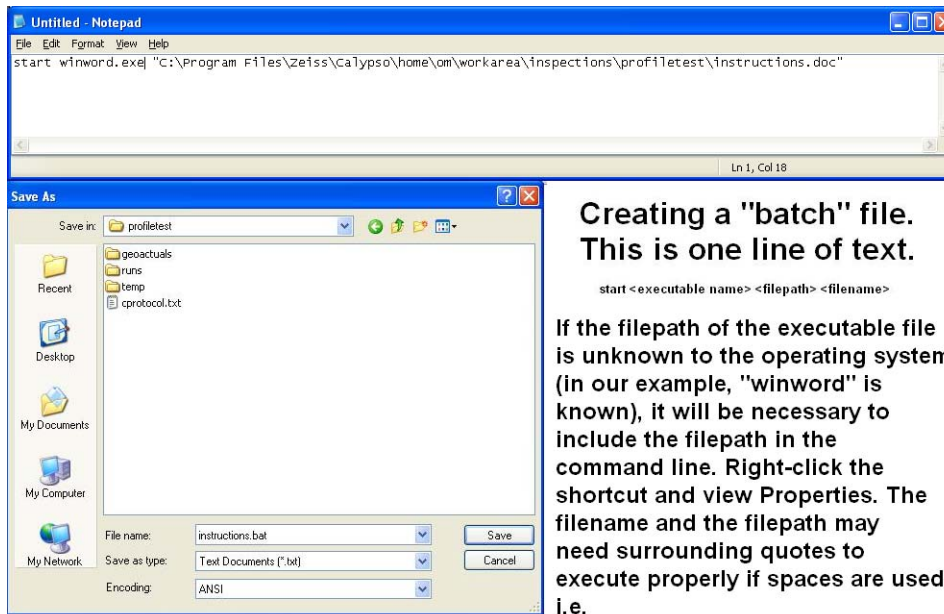 Untitled - Notepad
File Edit Format View Help
start winword.exe "C:\Program Files\Zeiss\Calypso\home\om\workarea\inspections\profiletest\instructions.doc"
Ln 1, Col 18
Save As
Save in: profiletest
Recent
Desktop
My Documents
My Computer
My Network
geoactuals
runs
temp
cprotocol.txt
File name: instructions.bat Save
Save as type: Text Documents (*.txt) Cancel
Encoding: ANSI
Creating a "batch" file.
This is one line of text.
start <executable name> <filepath> <filename>
If the filepath of the executable file
is unknown to the operating system
(in our example, "winword" is
known), it will be necessary to
include the filepath in the
command line. Right-click the
shortcut and view Properties. The
filename and the filepath may
need surrounding quotes to
execute properly if spaces are used
i.e.